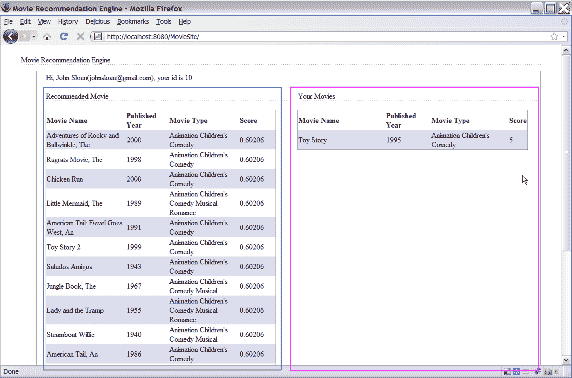 Movie Recommendation Engine - Mozilla Firefox
File Edit View History Delicious Bookmarks Tools Help
http://localhost:8080/MovieSite/
Movie Recommendation Engine
Hi, John Sloan(johnsloan@gmail.com), your id is 10
Recommended Movie
Movie Name Published Year Movie Type Score
Adventures of Rocky and 2000 Animation Children's 0.60206
Bullwinkle, The Comedy
Rugrats Movie, The 1998 Animation Children's 0.60206
Comedy
Chicken Run 2000 Animation Children's 0.60206
Comedy
Little Mermaid, The 1989 Animation Children's 0.60206
Comedy Musical
Romance
American Tail: Fievel Goes 1991 Animation Children's 0.60206
West, An Comedy
Toy Story 2 1999 Animation Children's 0.60206
Comedy
Saludos Amigos 1943 Animation Children's 0.60206
Comedy
Jungle Book, The 1967 Animation Children's 0.60206
Comedy Musical
Lady and the Tramp 1955 Animation Children's 0.60206
Comedy Musical
Romance
Steamboat Willie 1940 Animation Children's 0.60206
Comedy
American Tail, An 1986 Animation Children's 0.60206
Comedy
Your Movies
Movie Name Published Year Movie Type Score
Toy Story 1995 Animation Children's 5
Comedy
Done